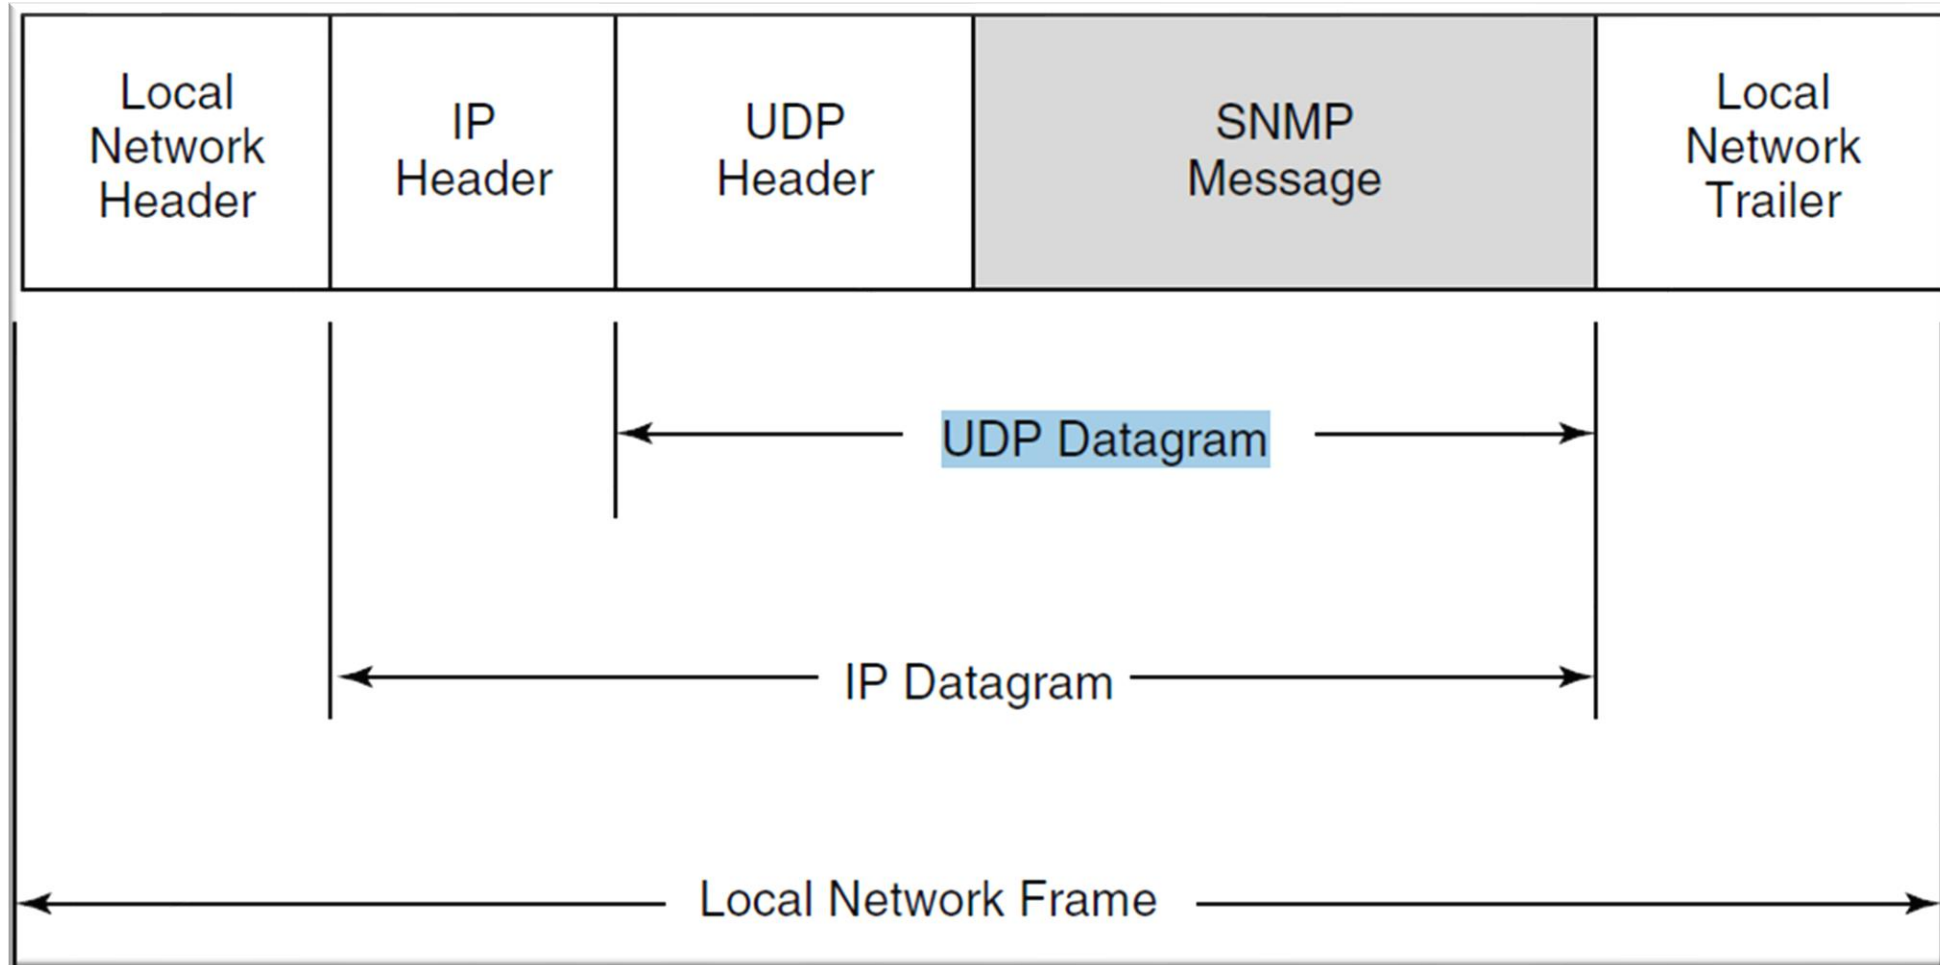 Local
Network
Header
IP
Header
UDP
Header
SNMP
Message
Local
Network
Trailer
UDP Datagram
IP Datagram
Local Network Frame